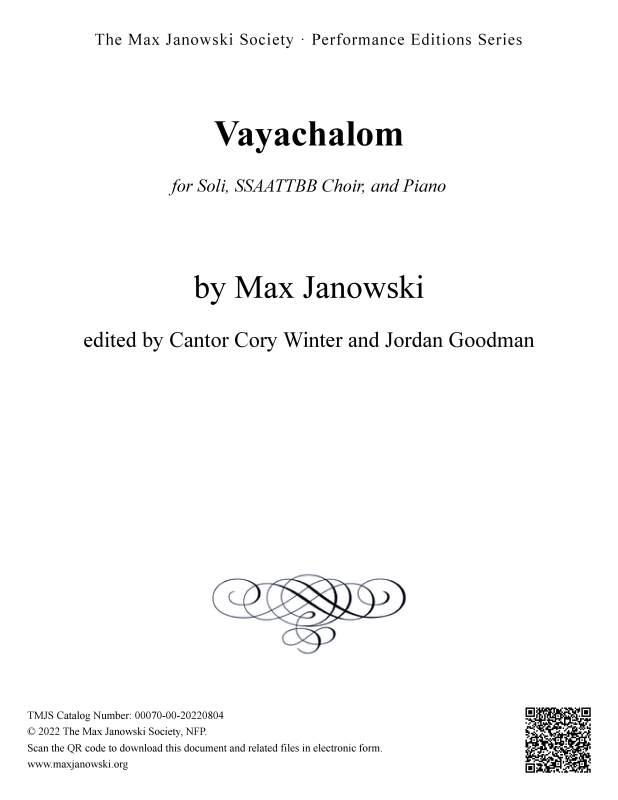 The Max Janowski Society · Performance Editions Series
Vayachalom
for Soli, SSAATTBB Choir, and Piano
by Max Janowski
edited by Cantor Cory Winter and Jordan Goodman
TMJS Catalog Number: 00070-00-20220804
© 2022 The Max Janowski Society, NFP.
Scan the QR code to download this document and related files in electronic form.
www.maxjanowski.org